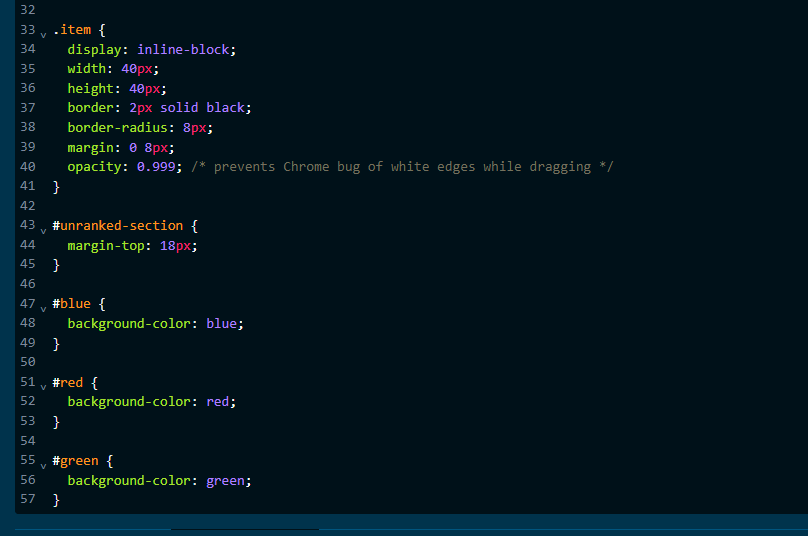 32
33 .item {
34   display: inline-block;
35   width: 40px;
36   height: 40px;
37   border: 2px solid black;
38   border-radius: 8px;
39   margin: 0 8px;
40   opacity: 0.999; /* prevents Chrome bug of white edges while dragging */
41 }
42
43 #unranked-section {
44   margin-top: 18px;
45 }
46
47 #blue {
48   background-color: blue;
49 }
50
51 #red {
52   background-color: red;
53 }
54
55 #green {
56   background-color: green;
57 }